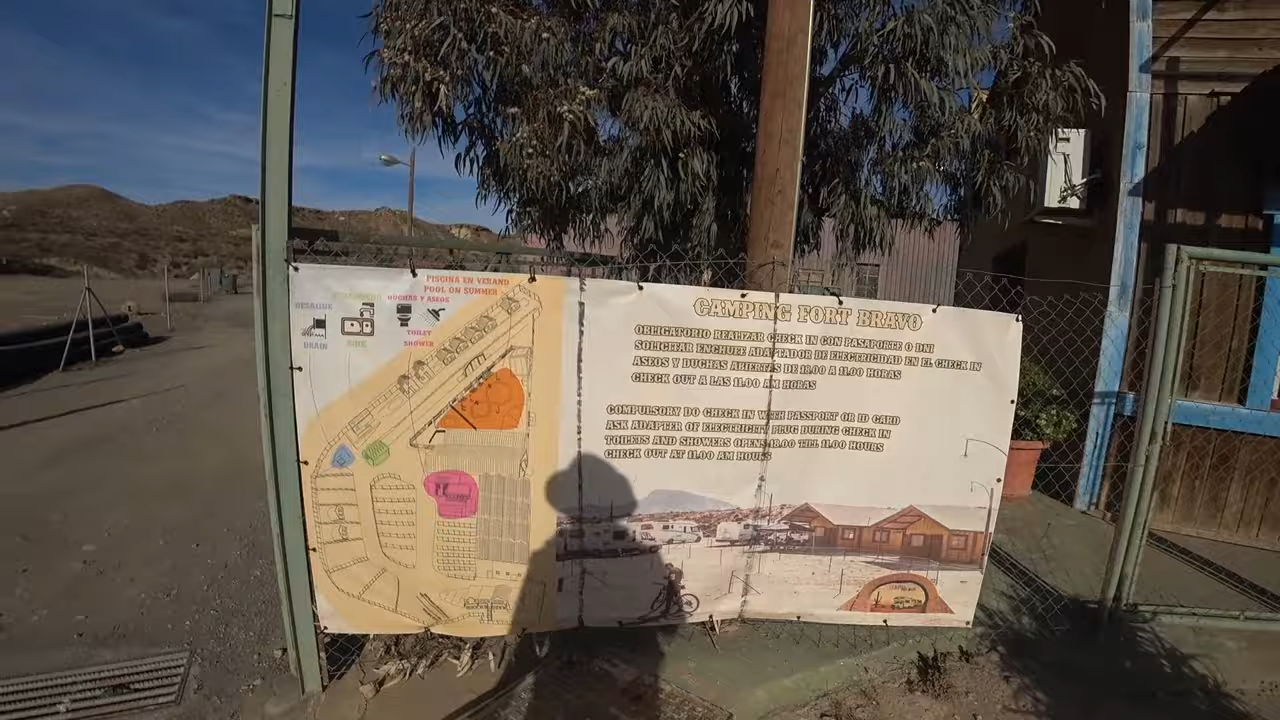 PISCINA EN VERANO
POOL ON SUMMER
DUCHAS Y ASEOS
DESAGUE
DRAIN
SINK
TOILET
SHOWER
CAMPING FORT BRAVO
OBLIGATORIO REALIZAR CHECK IN CON PASAPORTE O DNI
SOLICITAR ENCHUFE ADAPTADOR DE ELECTRICIDAD EN EL CHECK IN
ASEOS Y DUCHAS ABIERTAS DE 18.00 A 11.00 HORAS
CHECK OUT A LAS 11.00 AM HORAS
COMPULSORY DO CHECK IN WITH PASSPORT OR ID CARD
ASK ADAPTER OF ELECTRICITY PLUG DURING CHECK IN
TOILETS AND SHOWERS OPENS 18.00 TILL 11.00 HOURS
CHECK OUT AT 11.00 AM HOURS